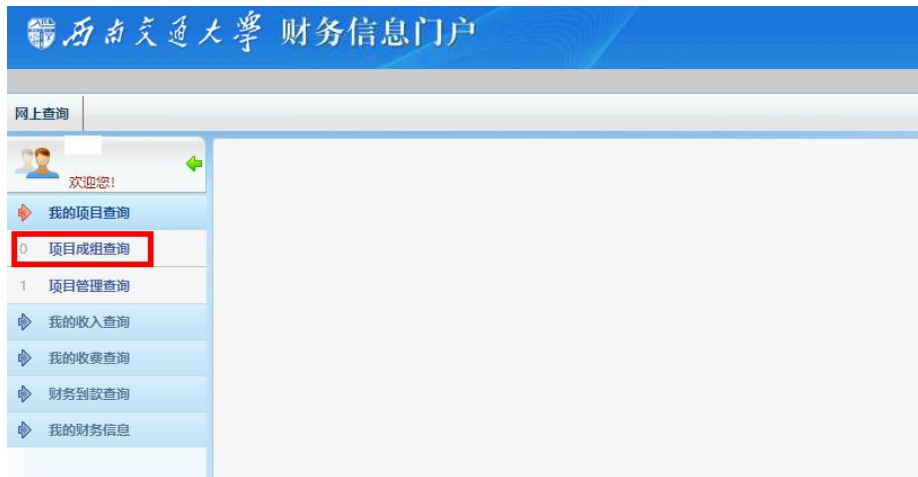 西南交通大學 财务信息门户
网上查询
欢迎您!
我的项目查询
0 项目成组查询
1 项目管理查询
我的收入查询
我的收费查询
财务到款查询
我的财务信息